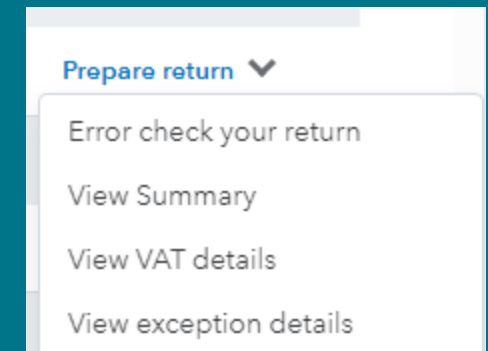 Prepare return
Error check your return
View Summary
View VAT details
View exception details